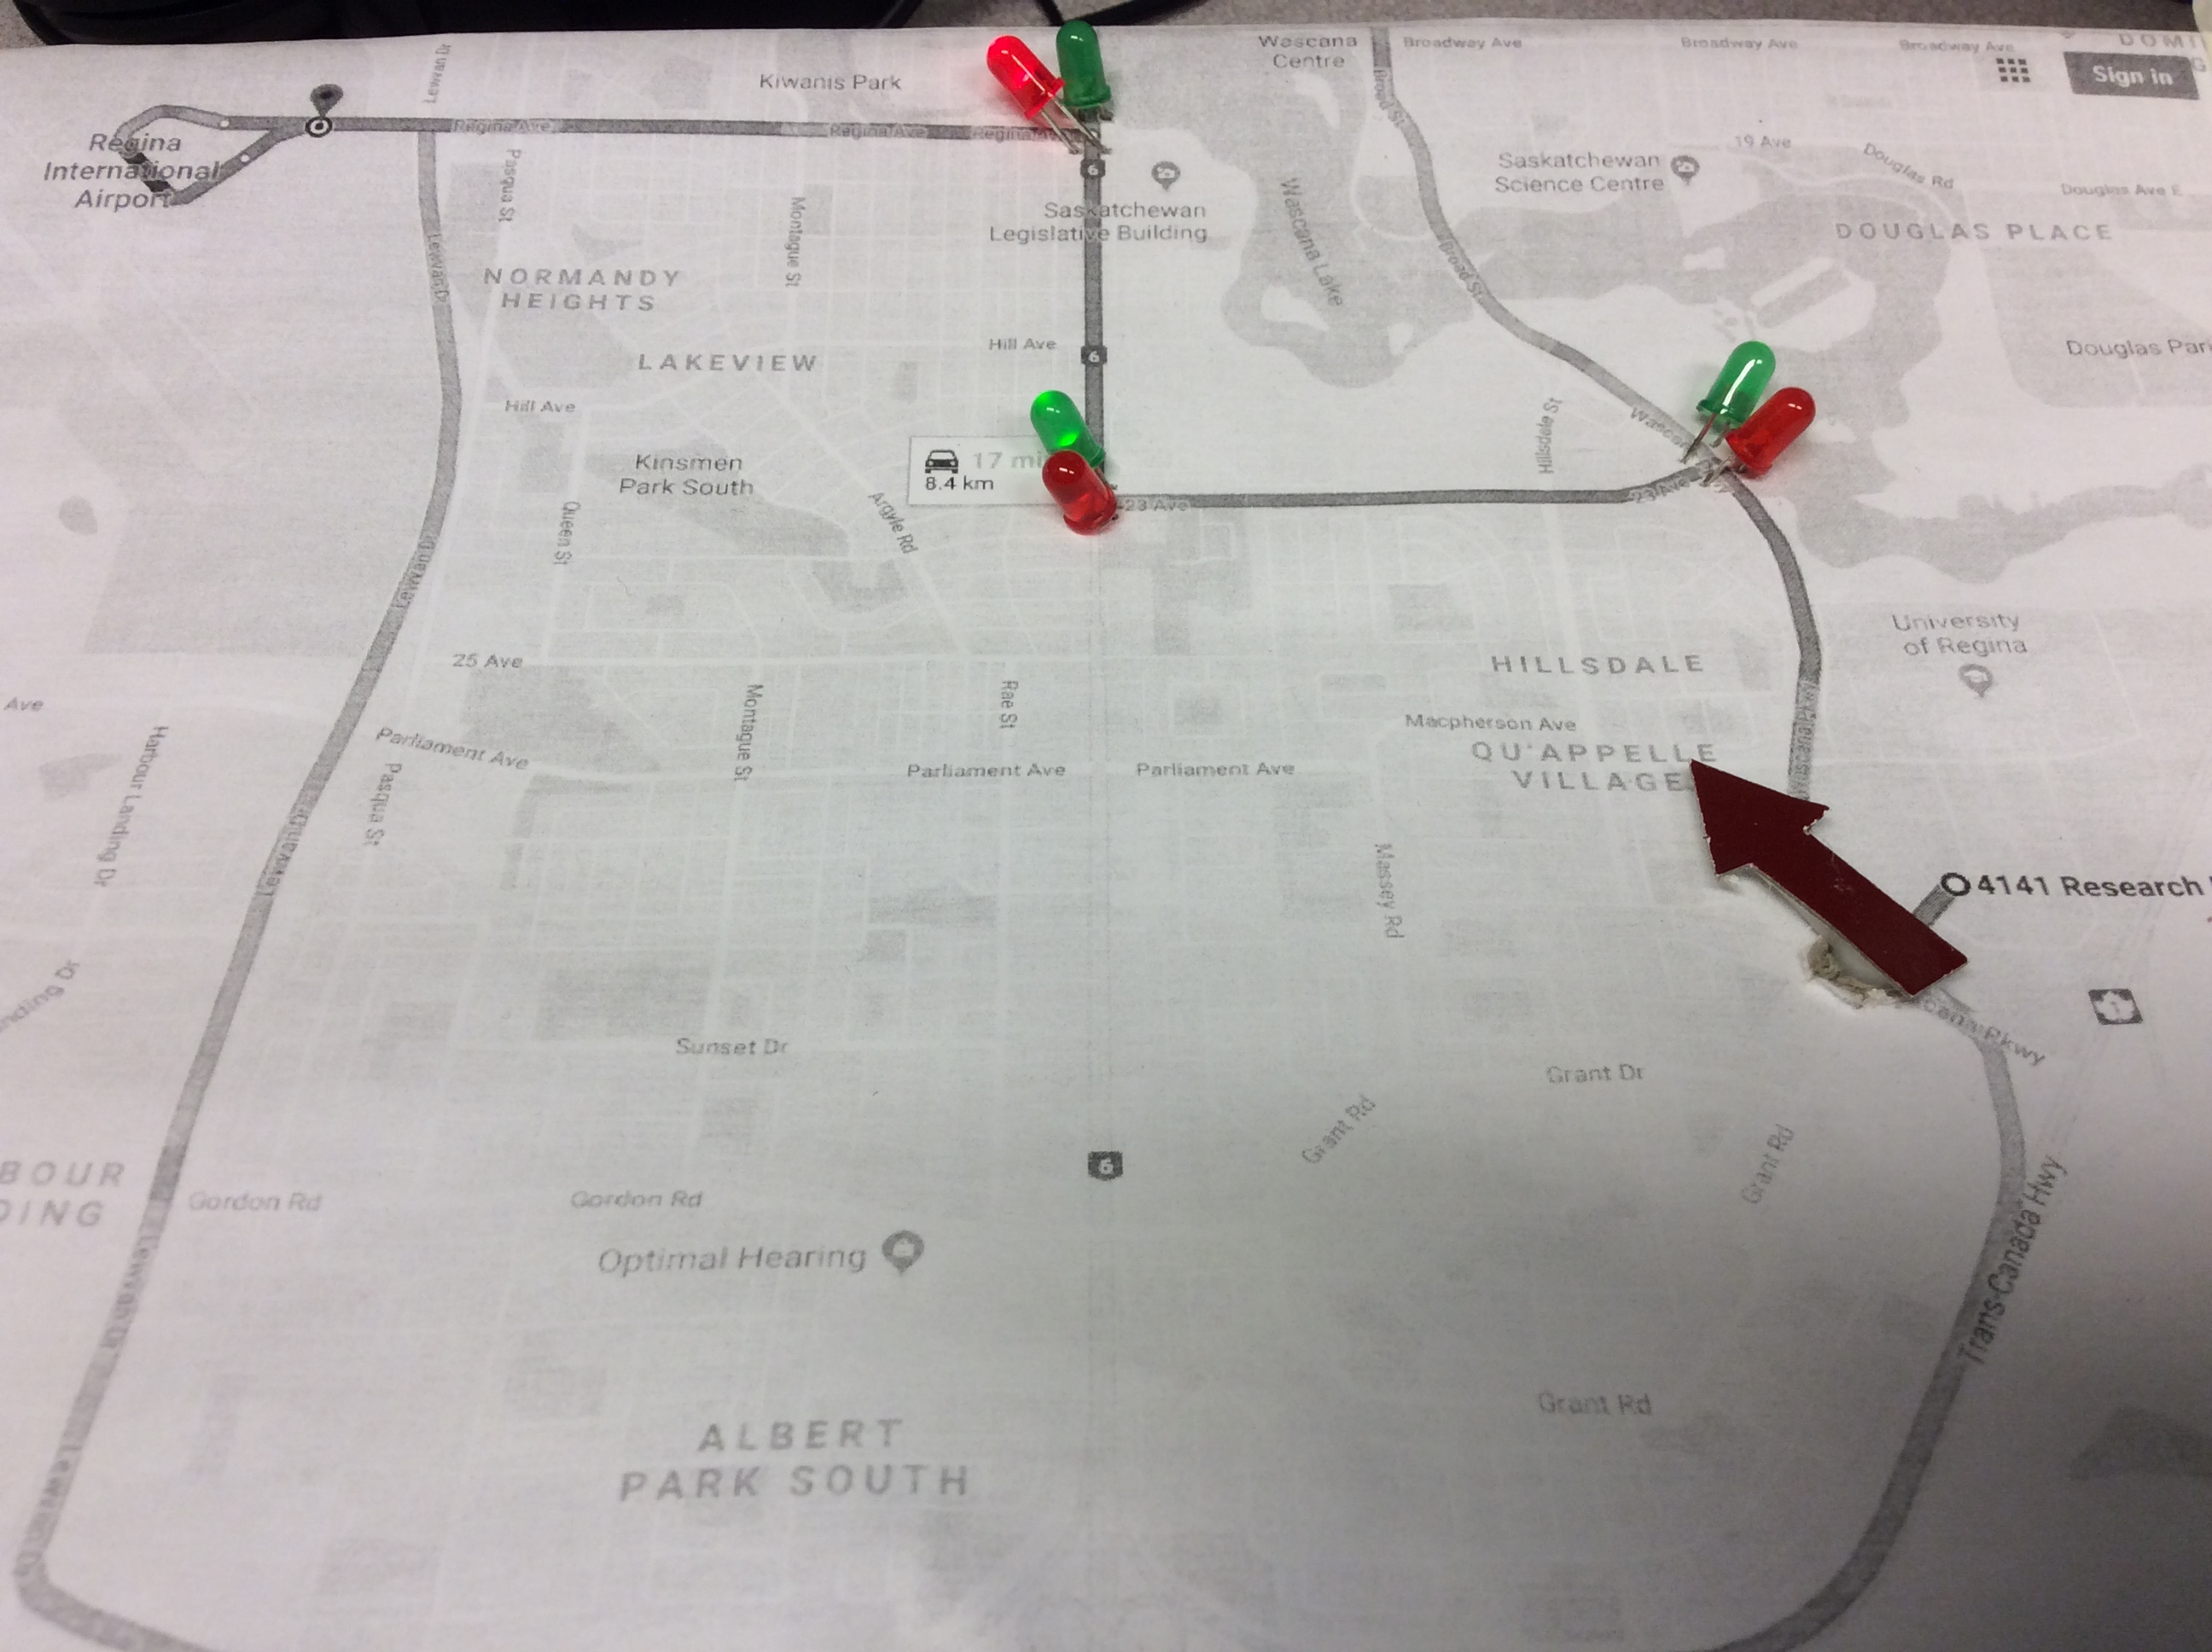 Wascana
Centre
Broadway Ave
Broadway Ave
Broadway Ave
Sign in
Lewvan Dr
Kiwanis Park
Broad St
Regina Ave
Regina Ave
Regina
Regina
International
Airport
19 Ave
Douglas Rd
Douglas Ave E
Saskatchewan
Science Centre
6
Pasqua St
Montague St
Saskatchewan
Legislative Building
Wascana Lake
DOUGLAS PLACE
Lewvan Dr
Broad St
NORMANDY
HEIGHTS
Hill Ave
6
LAKEVIEW
Hill Ave
Hillsdale St
Kinsmen
Park South
17 mi
8.4 km
23 Ave
23 Ave
Queen St
Argyle Rd
Lewvan Dr
University
of Regina
25 Ave
HILLSDALE
Ave
Harbour Landing Dr
Parliament Ave
Pasqua St
Montague St
Rae St
Macpherson Ave
QU'APPELLE
VILLAGE
Parliament Ave
Parliament Ave
Massey Rd
4141 Research
1
cana Pkwy
Sunset Dr
Grant Dr
Grant Rd
Grant Rd
6
BOUR
DING
Gordon Rd
Gordon Rd
Optimal Hearing
Lewvan Dr
Trans-Canada Hwy
Grant Rd
ALBERT
PARK SOUTH
Lewvan Dr